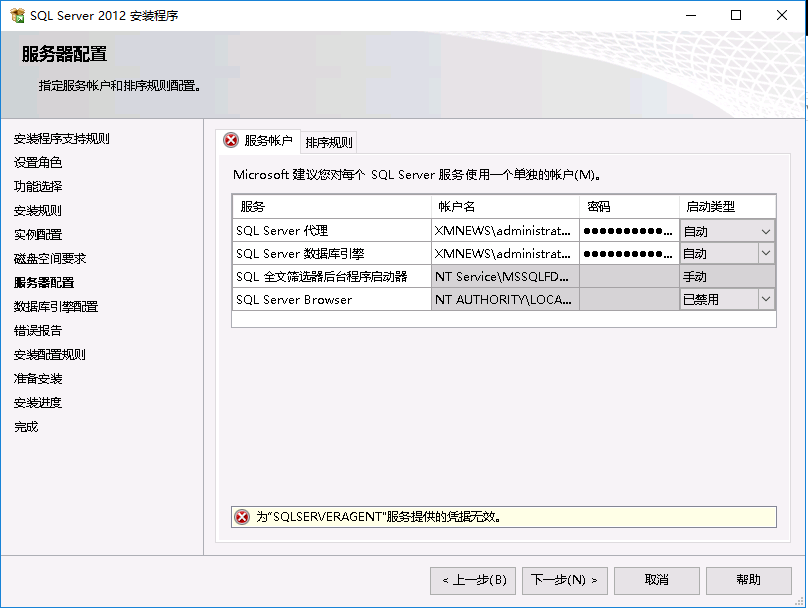 SQL Server 2012 安装程序
服务器配置
指定服务帐户和排序规则配置。
安装程序支持规则
设置角色
功能选择
安装规则
实例配置
磁盘空间要求
服务器配置
数据库引擎配置
错误报告
安装配置规则
准备安装
安装进度
完成
服务帐户 排序规则
Microsoft 建议您对每个 SQL Server 服务使用一个单独的帐户(M)。
服务 帐户名 密码 启动类型
SQL Server 代理 XMNEWS\administrat... ●●●●●●●●●●... 自动
SQL Server 数据库引擎 XMNEWS\administrat... ●●●●●●●●●●... 自动
SQL 全文筛选器后台程序启动器 NT Service\MSSQLFD... 手动
SQL Server Browser NT AUTHORITY\LOCA... 已禁用
为"SQLSERVERAGENT"服务提供的凭据无效。
< 上一步(B) 下一步(N) > 取消 帮助